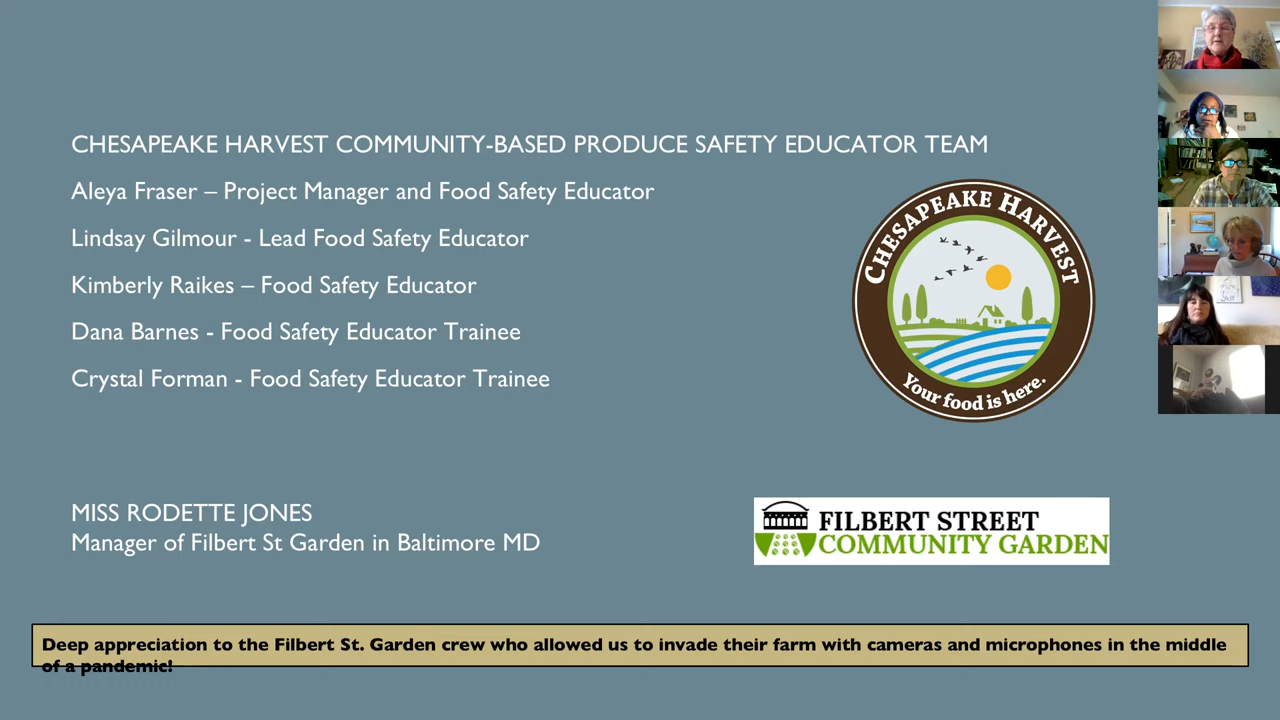 CHESAPEAKE HARVEST COMMUNITY-BASED PRODUCE SAFETY EDUCATOR TEAM
Aleya Fraser – Project Manager and Food Safety Educator
Lindsay Gilmour - Lead Food Safety Educator
Kimberly Raikes – Food Safety Educator
Dana Barnes - Food Safety Educator Trainee
Crystal Forman - Food Safety Educator Trainee
CHESAPEAKE HARVEST
Your food is here.
MISS RODETTE JONES
Manager of Filbert St Garden in Baltimore MD
FILBERT STREET
COMMUNITY GARDEN
Deep appreciation to the Filbert St. Garden crew who allowed us to invade their farm with cameras and microphones in the middle
of a pandemic!